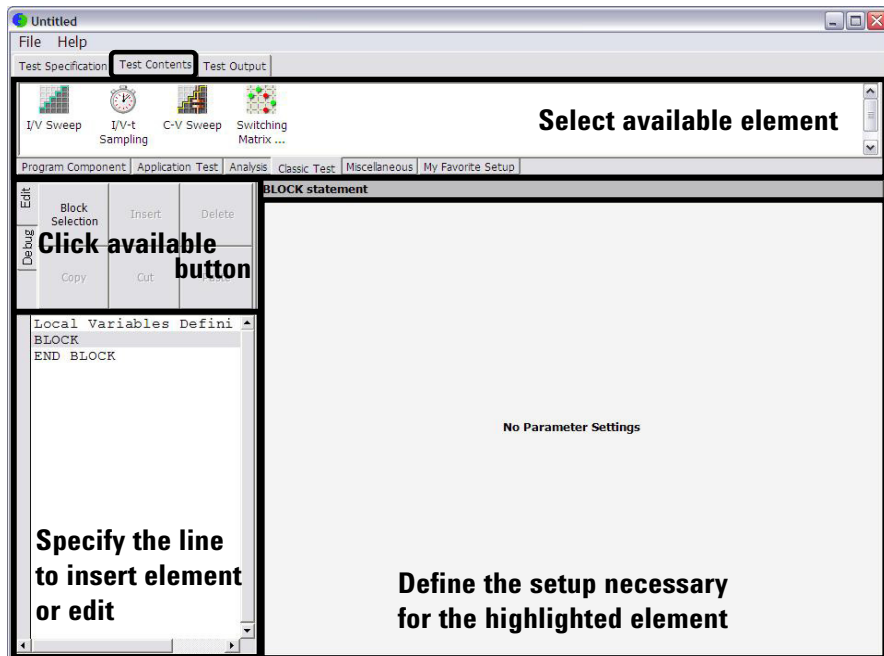 Untitled
File Help
Test Specification Test Contents Test Output
I/V Sweep
I/V-t Sampling
C-V Sweep
Switching Matrix ...
Select available element
Program Component Application Test Analysis Classic Test Miscellaneous My Favorite Setup
Edit
Debug
Block Selection
Insert
Delete
Click available button
Copy
Cut
BLOCK statement
Local Variables Defini
BLOCK
END BLOCK
No Parameter Settings
Specify the line
to insert element
or edit
Define the setup necessary
for the highlighted element